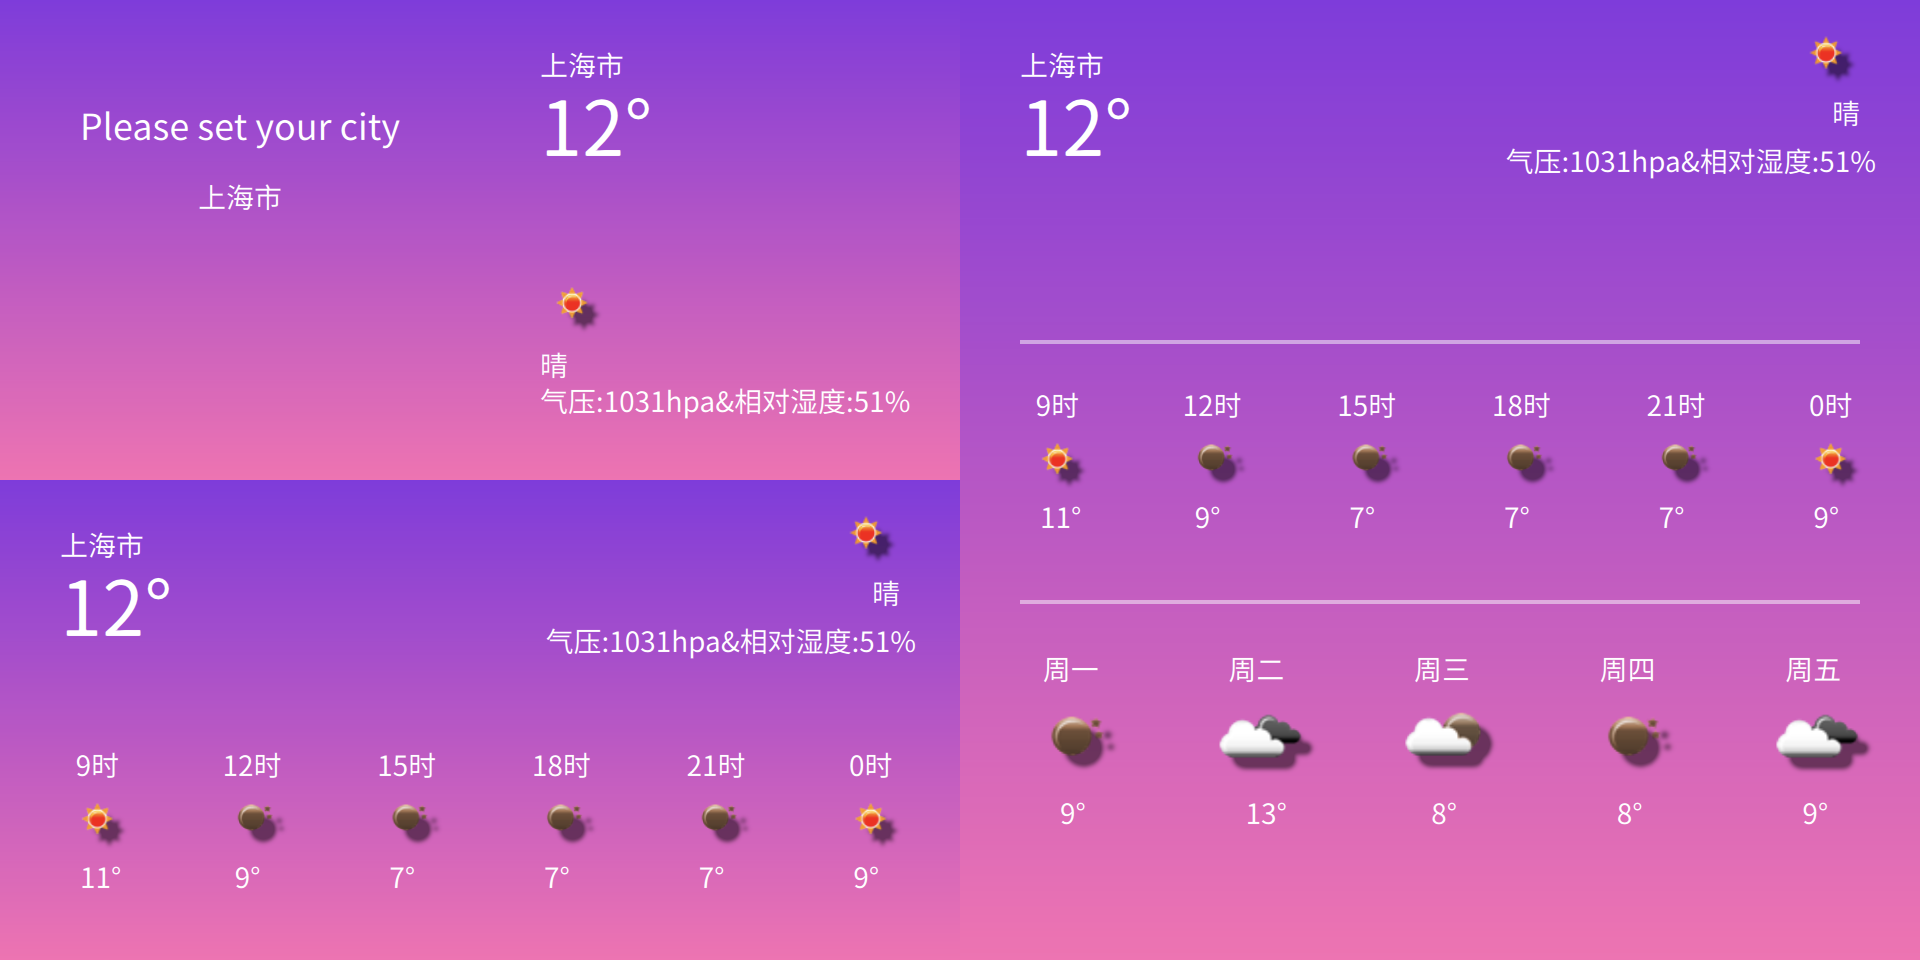 Please set your city
上海市
上海市
12°
晴
气压:1031hpa&相对湿度:51%
上海市
12°
晴
气压:1031hpa&相对湿度:51%
9时 12时 15时 18时 21时 0时
11° 9° 7° 7° 7° 9°
上海市
12°
晴
气压:1031hpa&相对湿度:51%
9时 12时 15时 18时 21时 0时
11° 9° 7° 7° 7° 9°
周一 周二 周三 周四 周五
9° 13° 8° 8° 9°